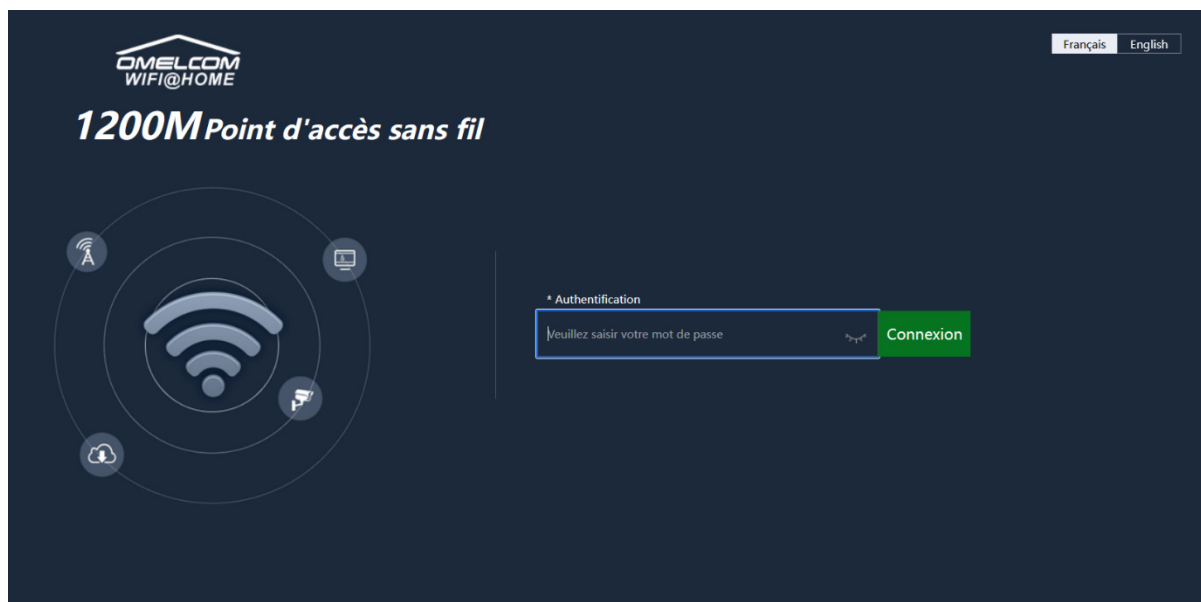 OMELCOM
WIFI@HOME
Français English
1200M Point d'accès sans fil
* Authentification
Veuillez saisir votre mot de passe
Connexion